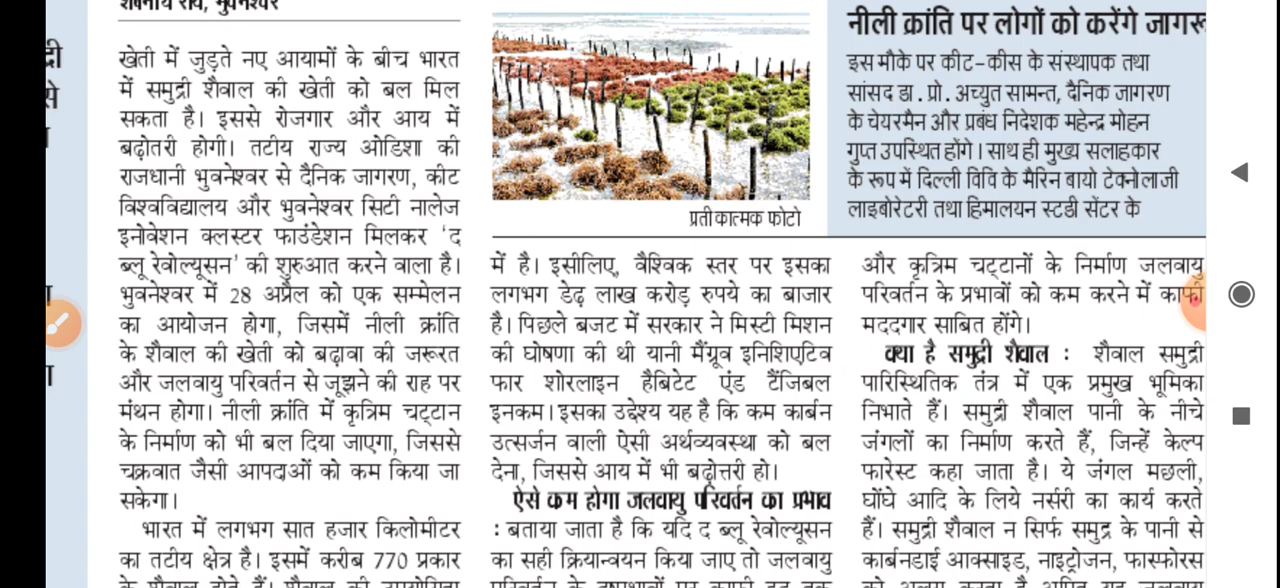 शेषनाथ राय, भुवनेश्वर
खेती में जुड़ते नए आयामों के बीच भारत
में समुद्री शैवाल की खेती को बल मिल
सकता है। इससे रोजगार और आय में
बढ़ोतरी होगी। तटीय राज्य ओडिशा की
राजधानी भुवनेश्वर से दैनिक जागरण, कीट
विश्वविद्यालय और भुवनेश्वर सिटी नालेज
इनोवेशन क्लस्टर फाउंडेशन मिलकर 'द
ब्लू रेवोल्यूसन' की शुरुआत करने वाला है।
भुवनेश्वर में 28 अप्रैल को एक सम्मेलन
का आयोजन होगा, जिसमें नीली क्रांति
के शैवाल की खेती को बढ़ावा की जरूरत
और जलवायु परिवर्तन से जूझने की राह पर
मंथन होगा। नीली क्रांति में कृत्रिम चट्टान
के निर्माण को भी बल दिया जाएगा, जिससे
चक्रवात जैसी आपदाओं को कम किया जा
सकेगा।
भारत में लगभग सात हजार किलोमीटर
का तटीय क्षेत्र है। इसमें करीब 770 प्रकार
प्रतीकात्मक फोटो
में है। इसीलिए, वैश्विक स्तर पर इसका
लगभग डेढ़ लाख करोड़ रुपये का बाजार
है। पिछले बजट में सरकार ने मिस्टी मिशन
की घोषणा की थी यानी मैंग्रूव इनिशिएटिव
फार शोरलाइन हैबिटेट एंड टैंजिबल
इनकम। इसका उद्देश्य यह है कि कम कार्बन
उत्सर्जन वाली ऐसी अर्थव्यवस्था को बल
देना, जिससे आय में भी बढ़ोत्तरी हो।
ऐसे कम होगा जलवायु परिवर्तन का प्रभाव
: बताया जाता है कि यदि द ब्लू रेवोल्यूसन
का सही क्रियान्वयन किया जाए तो जलवायु
नीली क्रांति पर लोगों को करेंगे जागरू
इस मौके पर कीट-कीस के संस्थापक तथा
सांसद डा. प्रो. अच्युत सामन्त, दैनिक जागरण
के चेयरमैन और प्रबंध निदेशक महेन्द्र मोहन
गुप्त उपस्थित होंगे। साथ ही मुख्य सलाहकार
के रूप में दिल्ली विवि के मैरिन बायो टेक्नोलाजी
लाइबोरेटरी तथा हिमालयन स्टडी सेंटर के
और कृत्रिम चट्टानों के निर्माण जलवायु
परिवर्तन के प्रभावों को कम करने में काफी
मददगार साबित होंगे।
क्या है समुद्री शैवाल : शैवाल समुद्री
पारिस्थितिक तंत्र में एक प्रमुख भूमिका
निभाते हैं। समुद्री शैवाल पानी के नीचे
जंगलों का निर्माण करते हैं, जिन्हें केल्प
फारेस्ट कहा जाता है। ये जंगल मछली,
घोंघे आदि के लिये नर्सरी का कार्य करते
हैं। समुद्री शैवाल न सिर्फ समुद्र के पानी से
कार्बनडाई आक्साइड, नाइट्रोजन, फास्फोरस